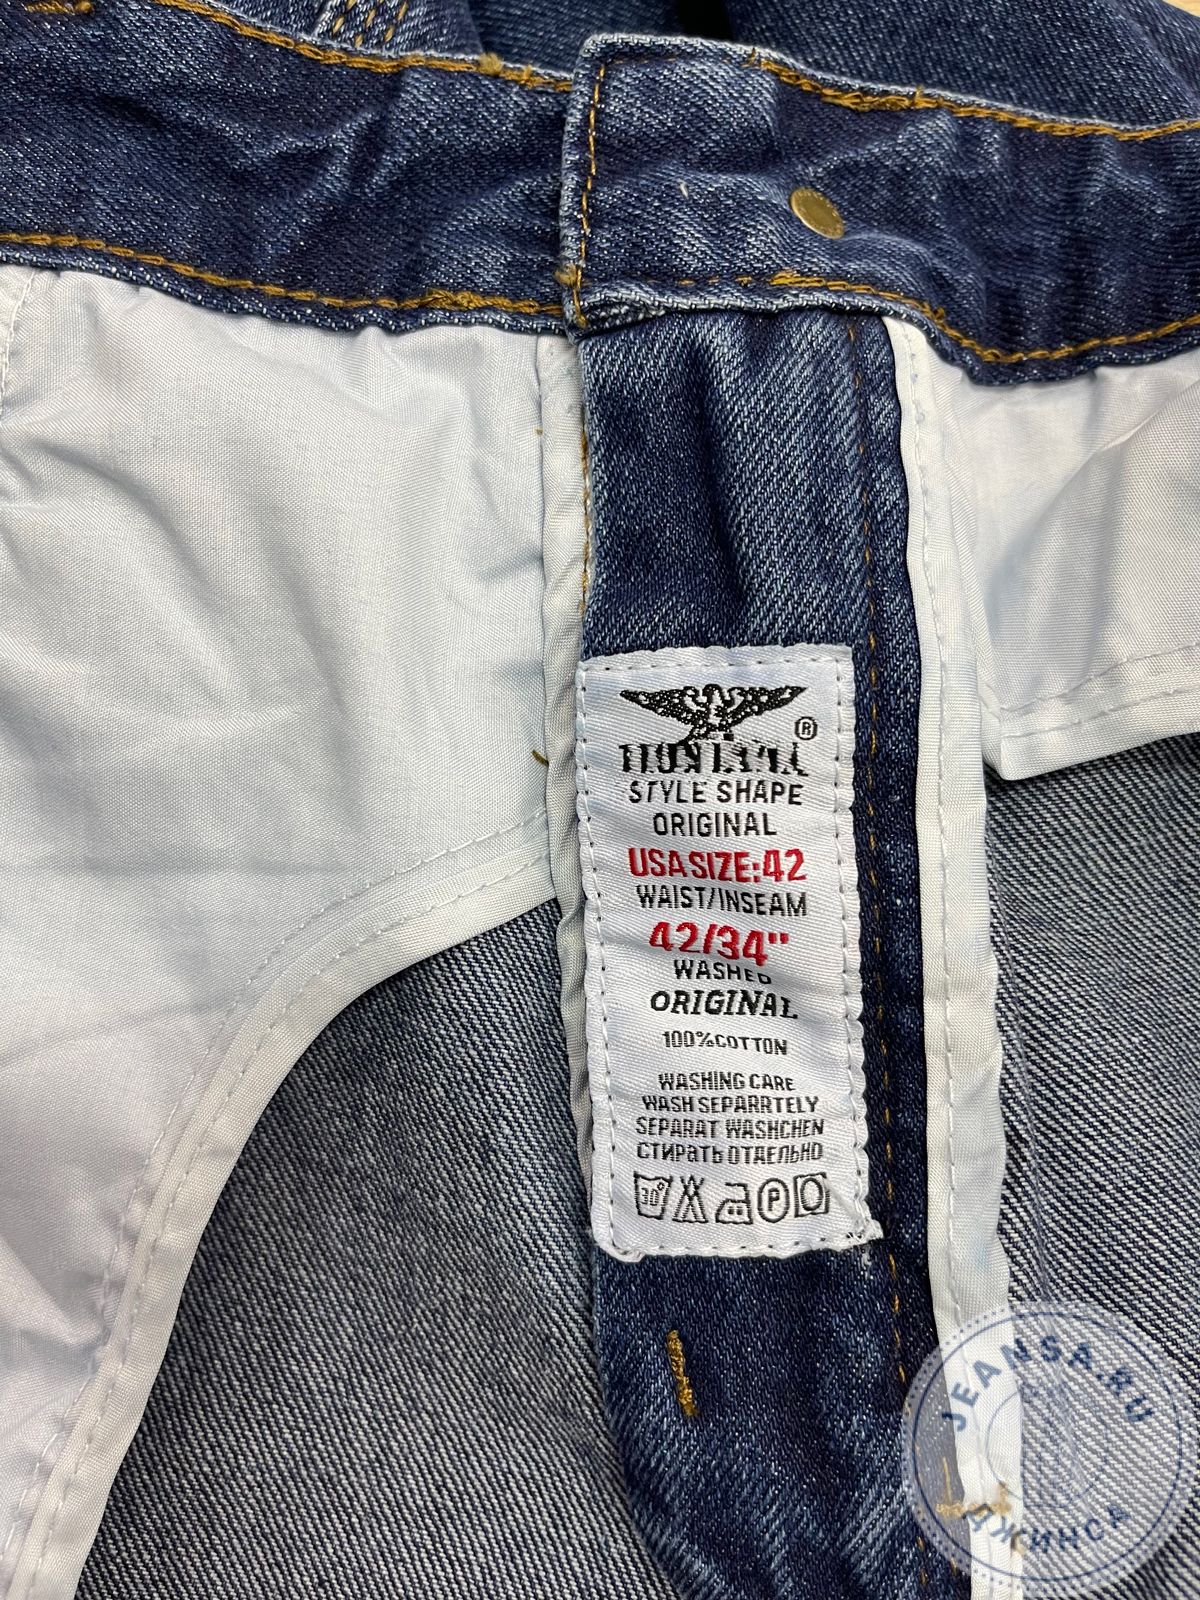 ®
STYLE SHAPE
ORIGINAL
USA SIZE:42
WAIST/INSEAM
42/34"
WASHED
ORIGINAL
100%COTTON
WASHING CARE
WASH SEPARRTELY
SEPARAT WASHCHEN
СТИРАТЬ ОТДЕЛЬНО
30° P
JEANSA.RU
ДЖИНСА